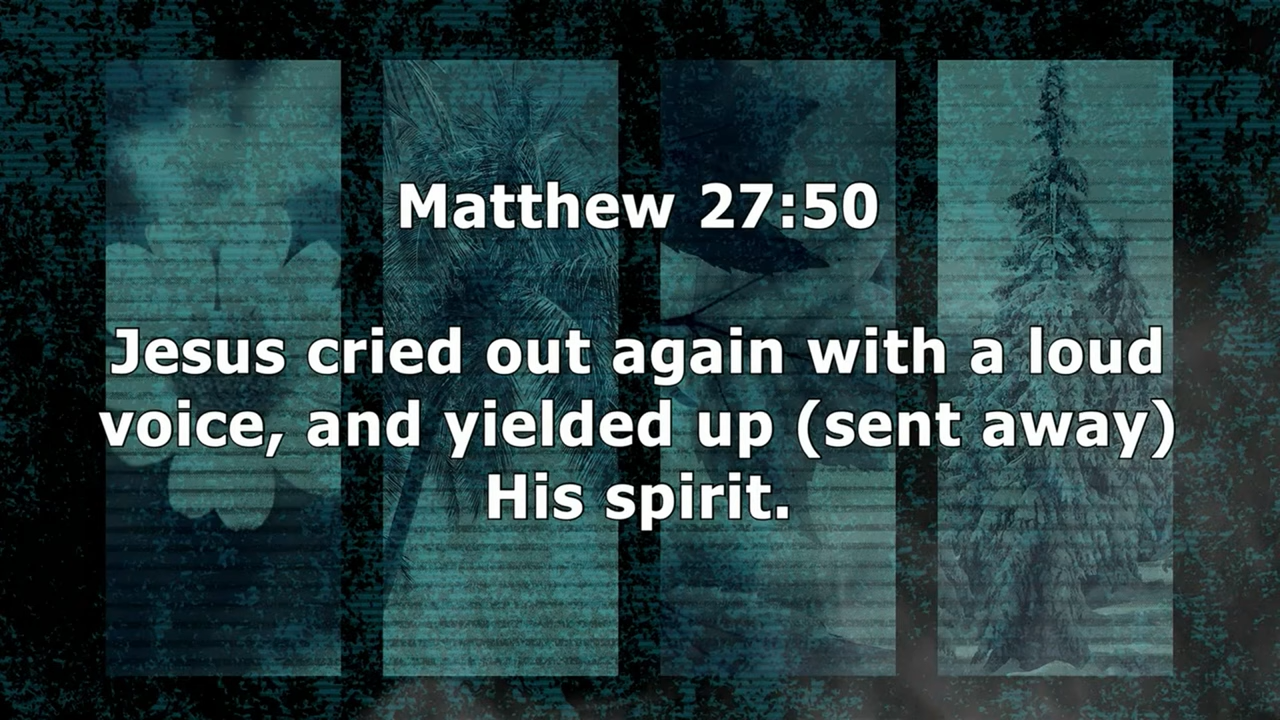 Matthew 27:50
Jesus cried out again with a loud
voice, and yielded up (sent away)
His spirit.